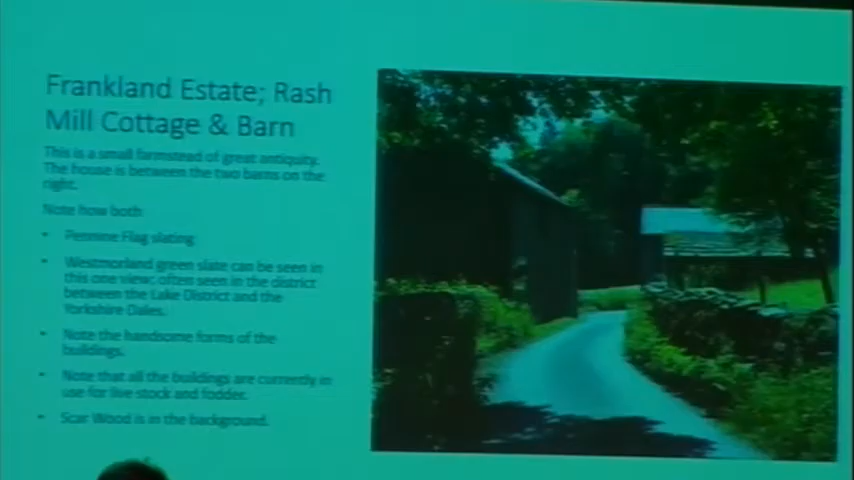 Frankland Estate; Rash
Mill Cottage & Barn
This is a small farmstead of great antiquity.
The house is between the two barns on the
right.
Note how both:
• Pennine Flag slating
• Westmorland green slate can be seen in
this one view; often seen in the district
between the Lake District and the
Yorkshire Dales.
• Note the handsome forms of the
buildings.
• Note that all the buildings are currently in
use for live stock and fodder.
• Scar Wood is in the background.